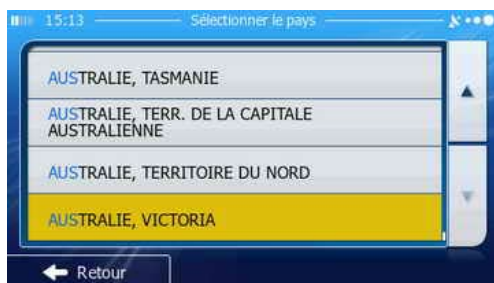 15:13 Sélectionner le pays
AUSTRALIE, TASMANIE
AUSTRALIE, TERR. DE LA CAPITALE
AUSTRALIENNE
AUSTRALIE, TERRITOIRE DU NORD
AUSTRALIE, VICTORIA
Retour